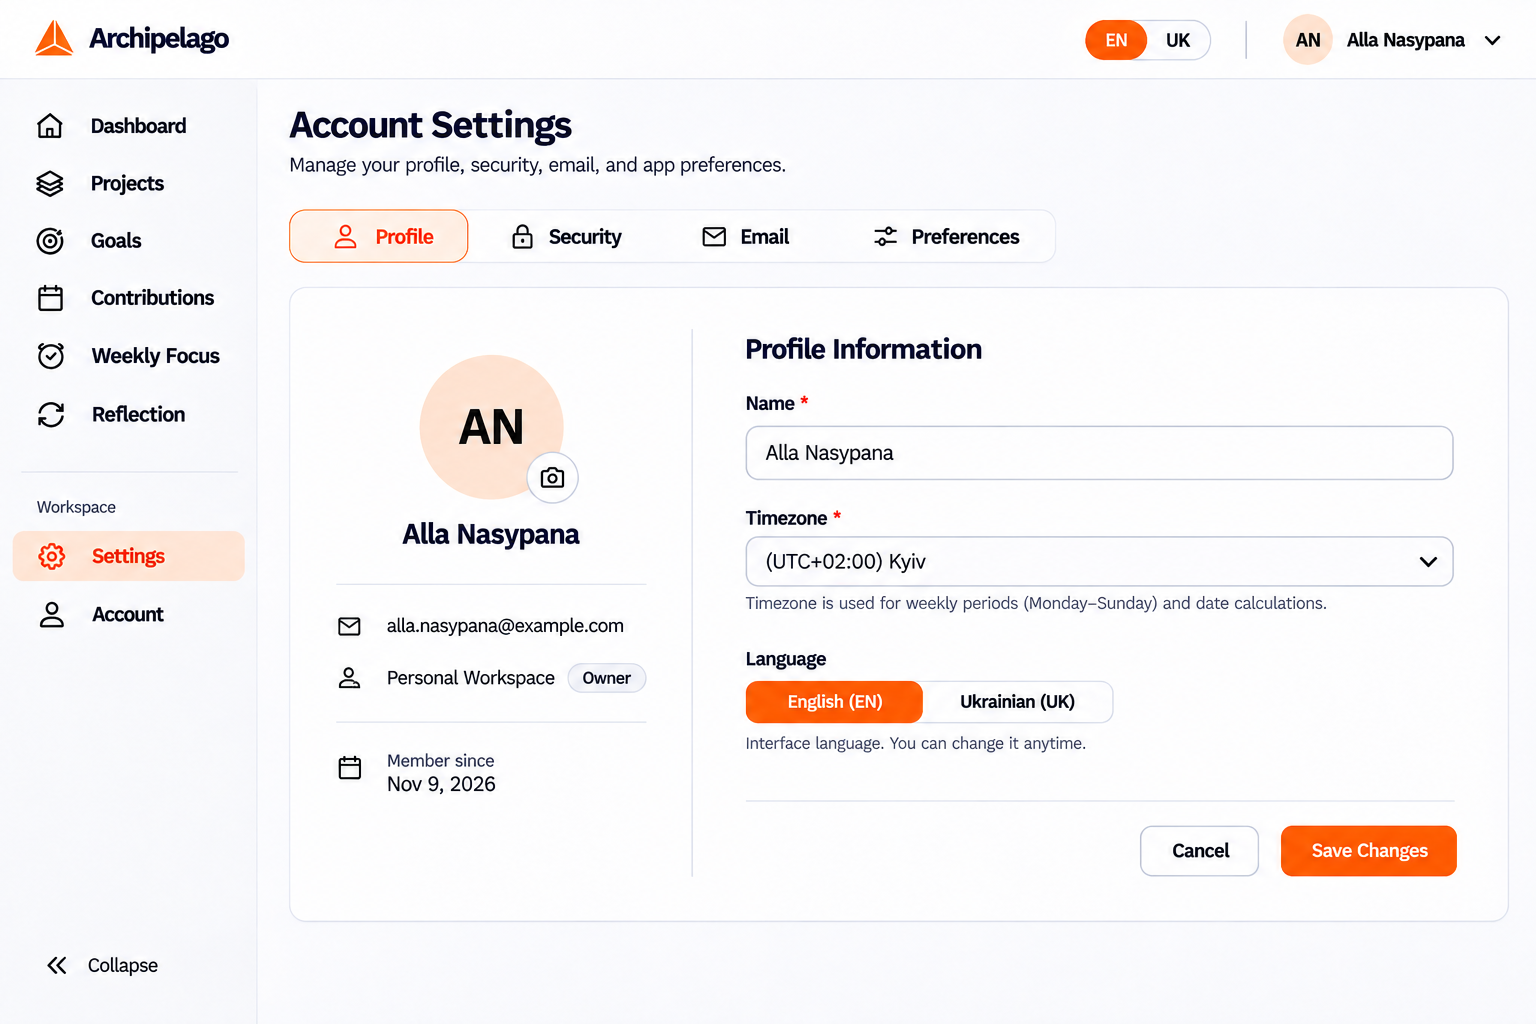 Archipelago
EN UK
AN Alla Nasypana
Dashboard
Projects
Goals
Contributions
Weekly Focus
Reflection
Workspace
Settings
Account
Collapse
Account Settings
Manage your profile, security, email, and app preferences.
Profile Security Email Preferences
AN
Alla Nasypana
alla.nasypana@example.com
Personal Workspace Owner
Member since
Nov 9, 2026
Profile Information
Name *
Alla Nasypana
Timezone *
(UTC+02:00) Kyiv
Timezone is used for weekly periods (Monday–Sunday) and date calculations.
Language
English (EN) Ukrainian (UK)
Interface language. You can change it anytime.
Cancel Save Changes